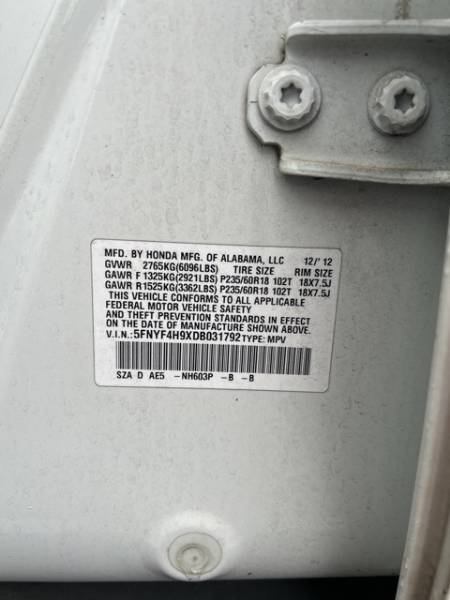 MFD. BY HONDA MFG. OF ALABAMA, LLC 12/'12
GVWR 2765KG(6096LBS) TIRE SIZE RIM SIZE
GAWR F 1325KG(2921LBS) P235/60R18 102T 18X7.5J
GAWR R1525KG(3362LBS) P235/60R18 102T 18X7.5J
THIS VEHICLE CONFORMS TO ALL APPLICABLE
FEDERAL MOTOR VEHICLE SAFETY
AND THEFT PREVENTION STANDARDS IN EFFECT
ON THE DATE OF MANUFACTURE SHOWN ABOVE.
V.I.N.:5FNYF4H9XDB031792TYPE: MPV
SZA D AE5 -NH603P -B -B